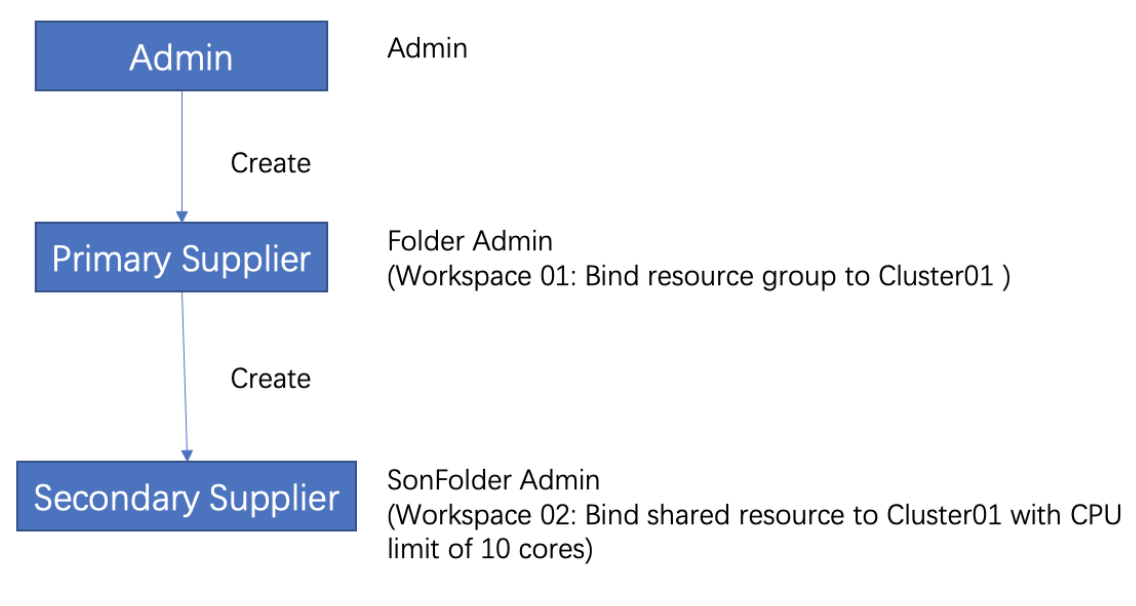 Admin
Admin
Create
Primary Supplier
Folder Admin
(Workspace 01: Bind resource group to Cluster01 )
Create
Secondary Supplier
SonFolder Admin
(Workspace 02: Bind shared resource to Cluster01 with CPU
limit of 10 cores)